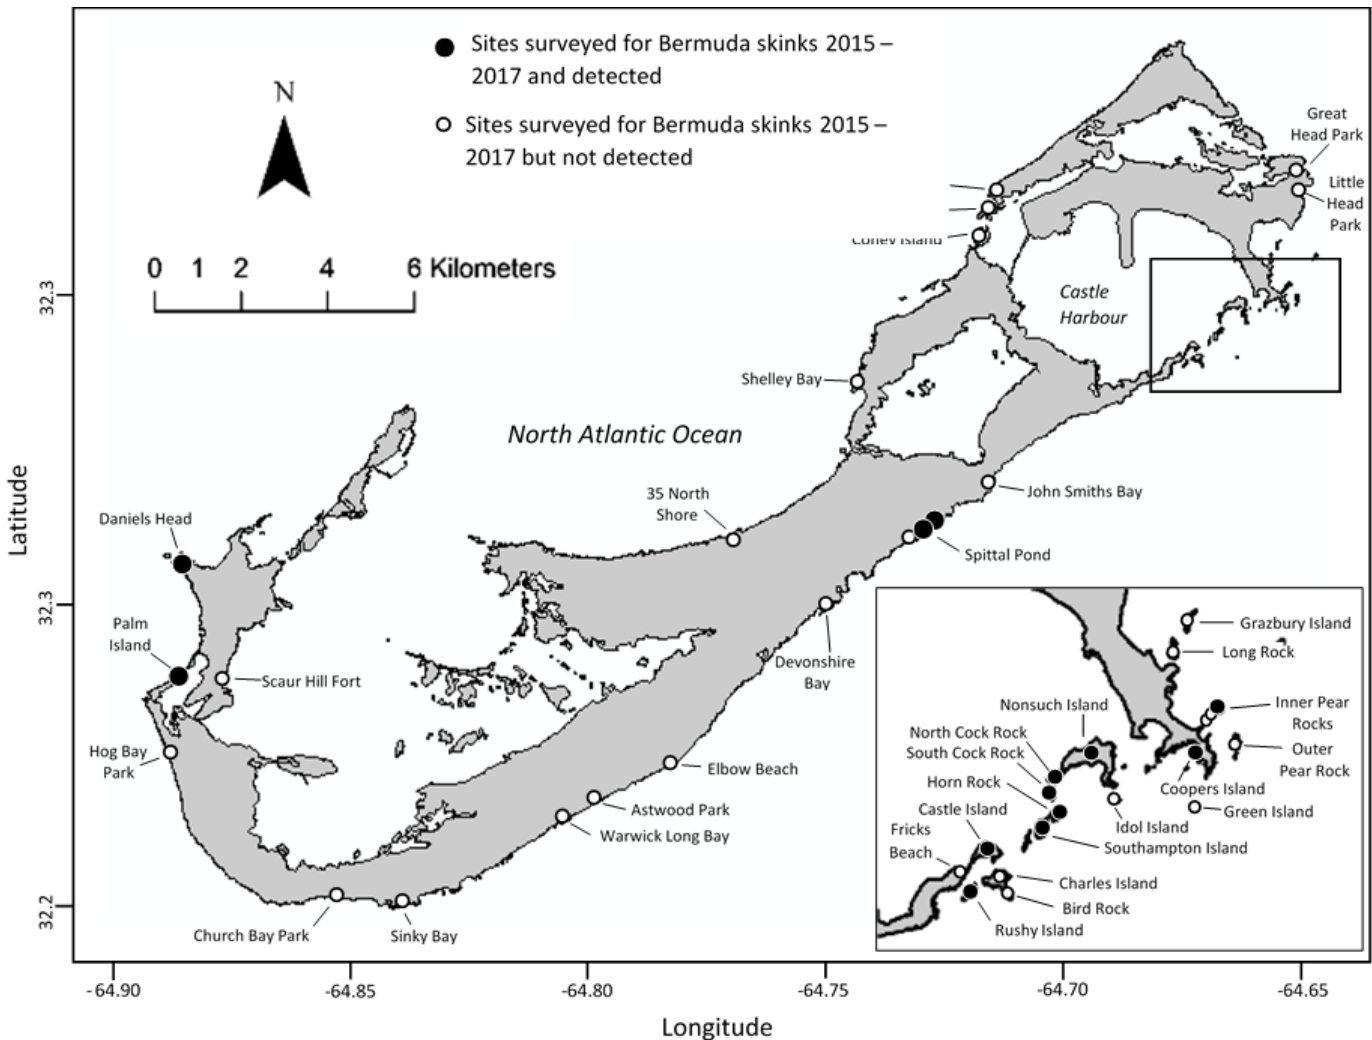 Sites surveyed for Bermuda skinks 2015 –
2017 and detected
Sites surveyed for Bermuda skinks 2015 –
2017 but not detected
N
0 1 2 4 6 Kilometers
Great
Head Park
Little
Head
Park
Coney Island
Castle
Harbour
Shelley Bay
North Atlantic Ocean
John Smiths Bay
35 North
Shore
Spittal Pond
Daniels Head
Palm
Island
Scaur Hill Fort
Devonshire
Bay
Hog Bay
Park
Elbow Beach
Astwood Park
Warwick Long Bay
Church Bay Park
Sinky Bay
Grazbury Island
Long Rock
Nonsuch Island
Inner Pear
Rocks
North Cock Rock
South Cock Rock
Outer
Pear Rock
Horn Rock
Coopers Island
Castle Island
Green Island
Idol Island
Fricks
Beach
Southampton Island
Charles Island
Bird Rock
Rushy Island
Latitude
32.3
32.3
32.2
-64.90
-64.85
-64.80
-64.75
-64.70
-64.65
Longitude